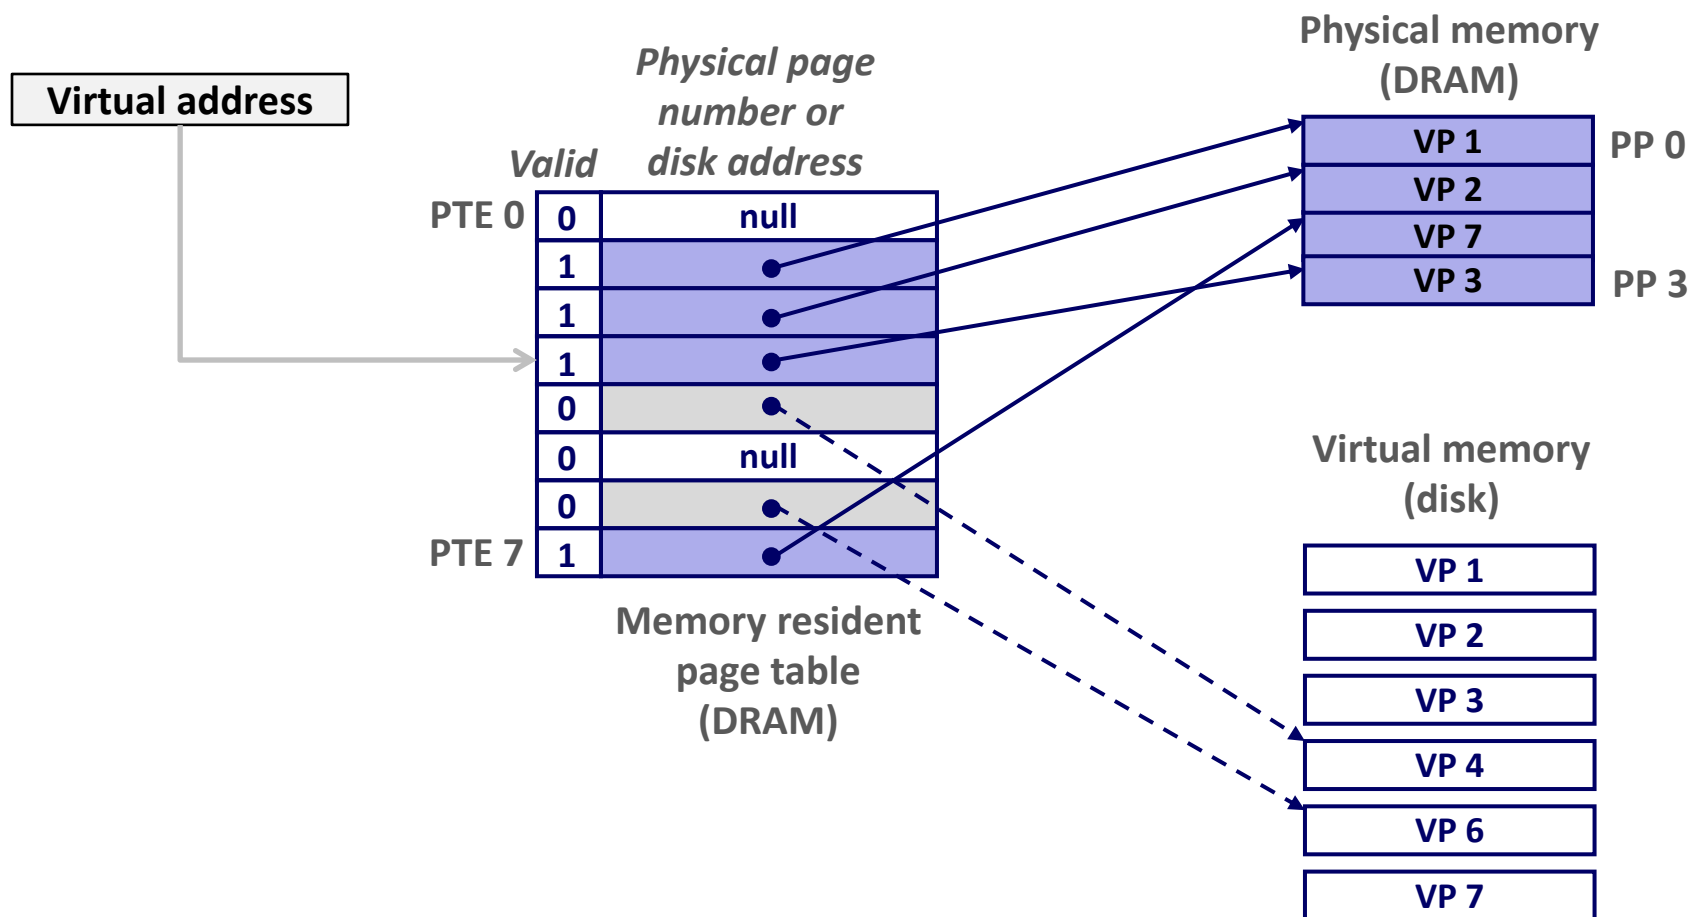 Virtual address
Physical page
number or
disk address
Valid
PTE 0
0
null
1
1
1
0
0
null
0
PTE 7
1
Memory resident
page table
(DRAM)
Physical memory
(DRAM)
VP 1
PP 0
VP 2
VP 7
VP 3
PP 3
Virtual memory
(disk)
VP 1
VP 2
VP 3
VP 4
VP 6
VP 7